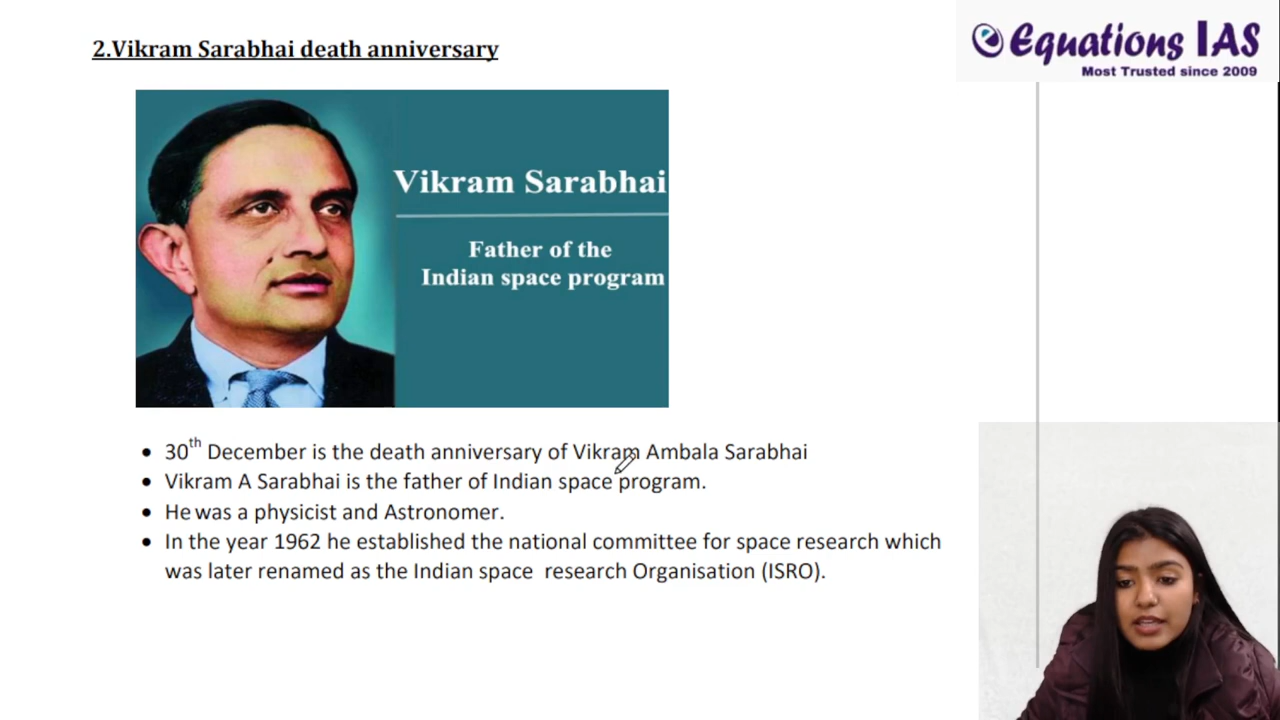 2.Vikram Sarabhai death anniversary
Equations IAS
Most Trusted since 2009
Vikram Sarabhai
Father of the
Indian space program
• 30th December is the death anniversary of Vikram Ambala Sarabhai
• Vikram A Sarabhai is the father of Indian space program.
• He was a physicist and Astronomer.
• In the year 1962 he established the national committee for space research which
was later renamed as the Indian space research Organisation (ISRO).